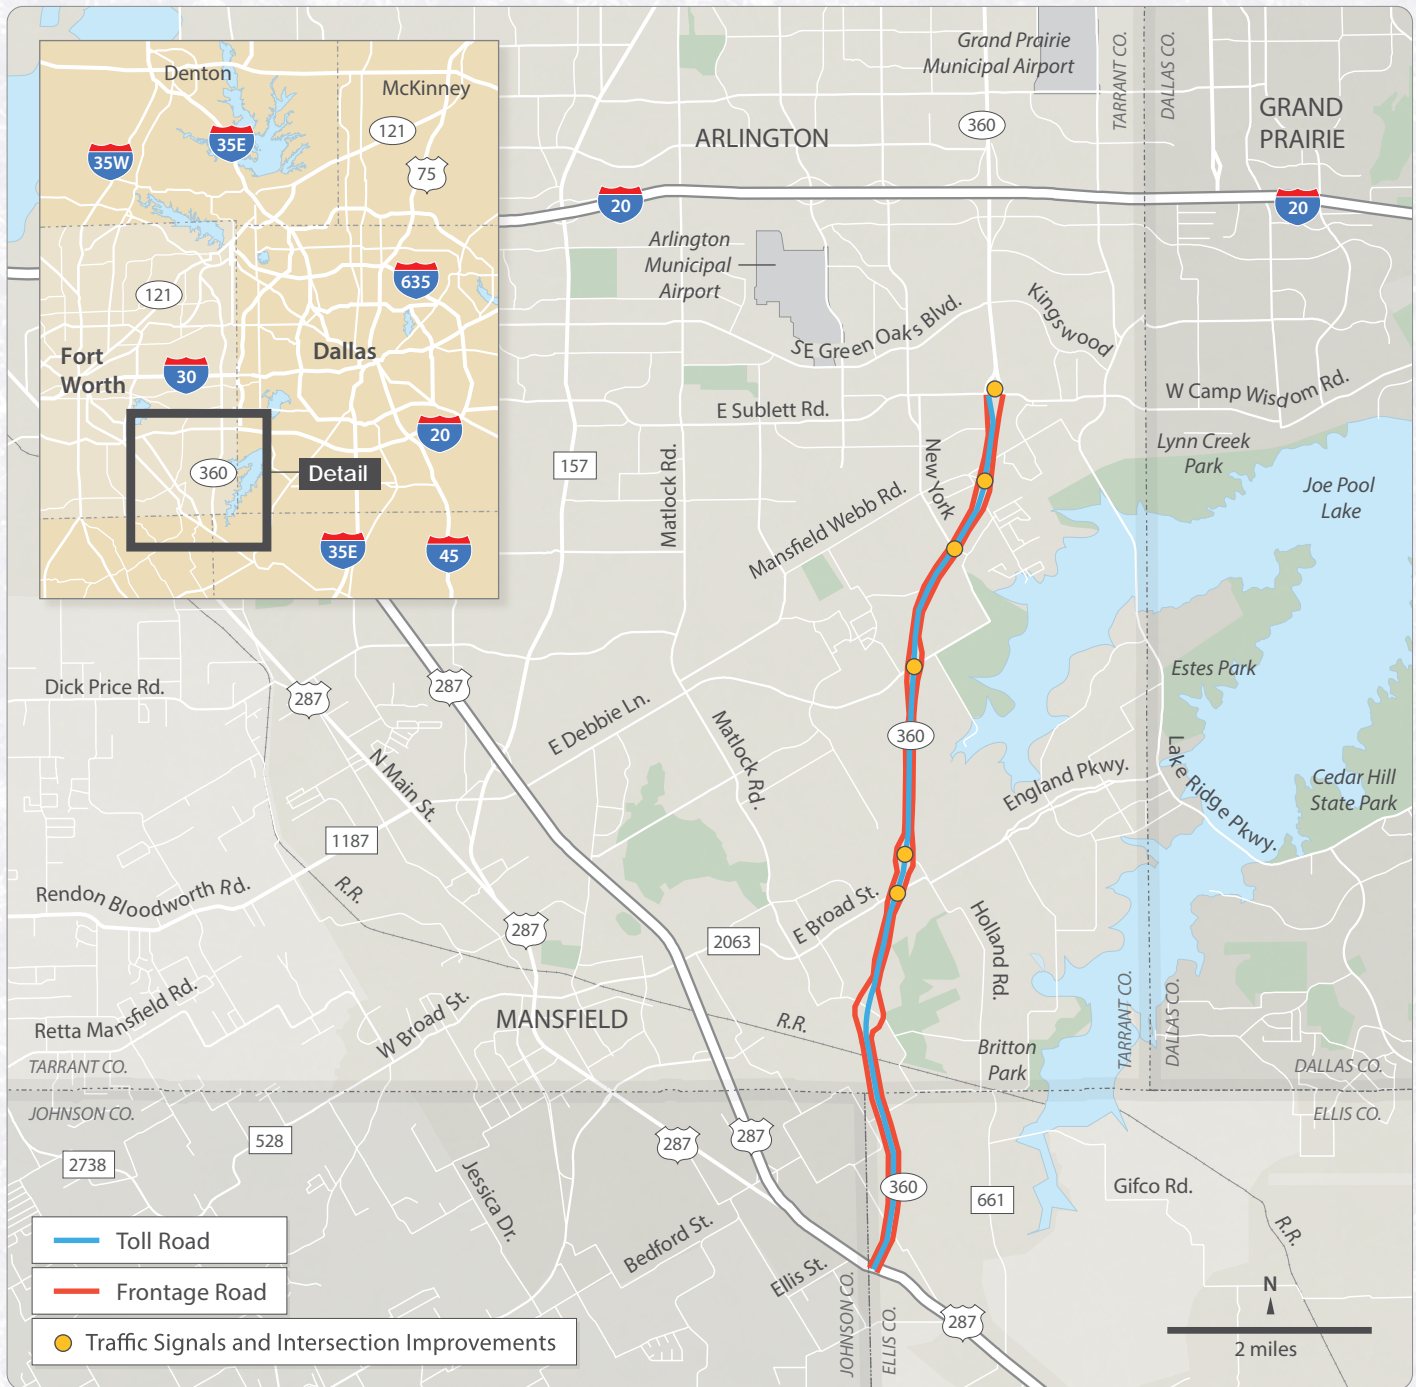 Denton
McKinney
121
35W
35E
75
121
635
Fort
Worth
Dallas
30
20
360
Detail
35E
45
Grand Prairie
Municipal Airport
TARRANT CO.
DALLAS CO.
GRAND
PRAIRIE
360
ARLINGTON
20
20
Arlington
Municipal
Airport
SE Green Oaks Blvd.
Kingswood
W Camp Wisdom Rd.
E Sublett Rd.
Lynn Creek
Park
157
Matlock Rd.
New York
Mansfield Webb Rd.
Joe Pool
Lake
Estes Park
Dick Price Rd.
287
287
E Debbie Ln.
Matlock Rd.
360
N Main St.
England Pkwy.
Lake Ridge Pkwy.
Cedar Hill
State Park
1187
Rendon Bloodworth Rd.
R.R.
287
2063
E Broad St.
Holland Rd.
Retta Mansfield Rd.
W Broad St.
MANSFIELD
R.R.
Britton
Park
TARRANT CO.
DALLAS CO.
TARRANT CO.
DALLAS CO.
JOHNSON CO.
ELLIS CO.
528
2738
287
287
Jessica Dr.
360
661
Gifco Rd.
R.R.
Bedford St.
Ellis St.
JOHNSON CO.
ELLIS CO.
287
Toll Road
Frontage Road
Traffic Signals and Intersection Improvements
N
2 miles